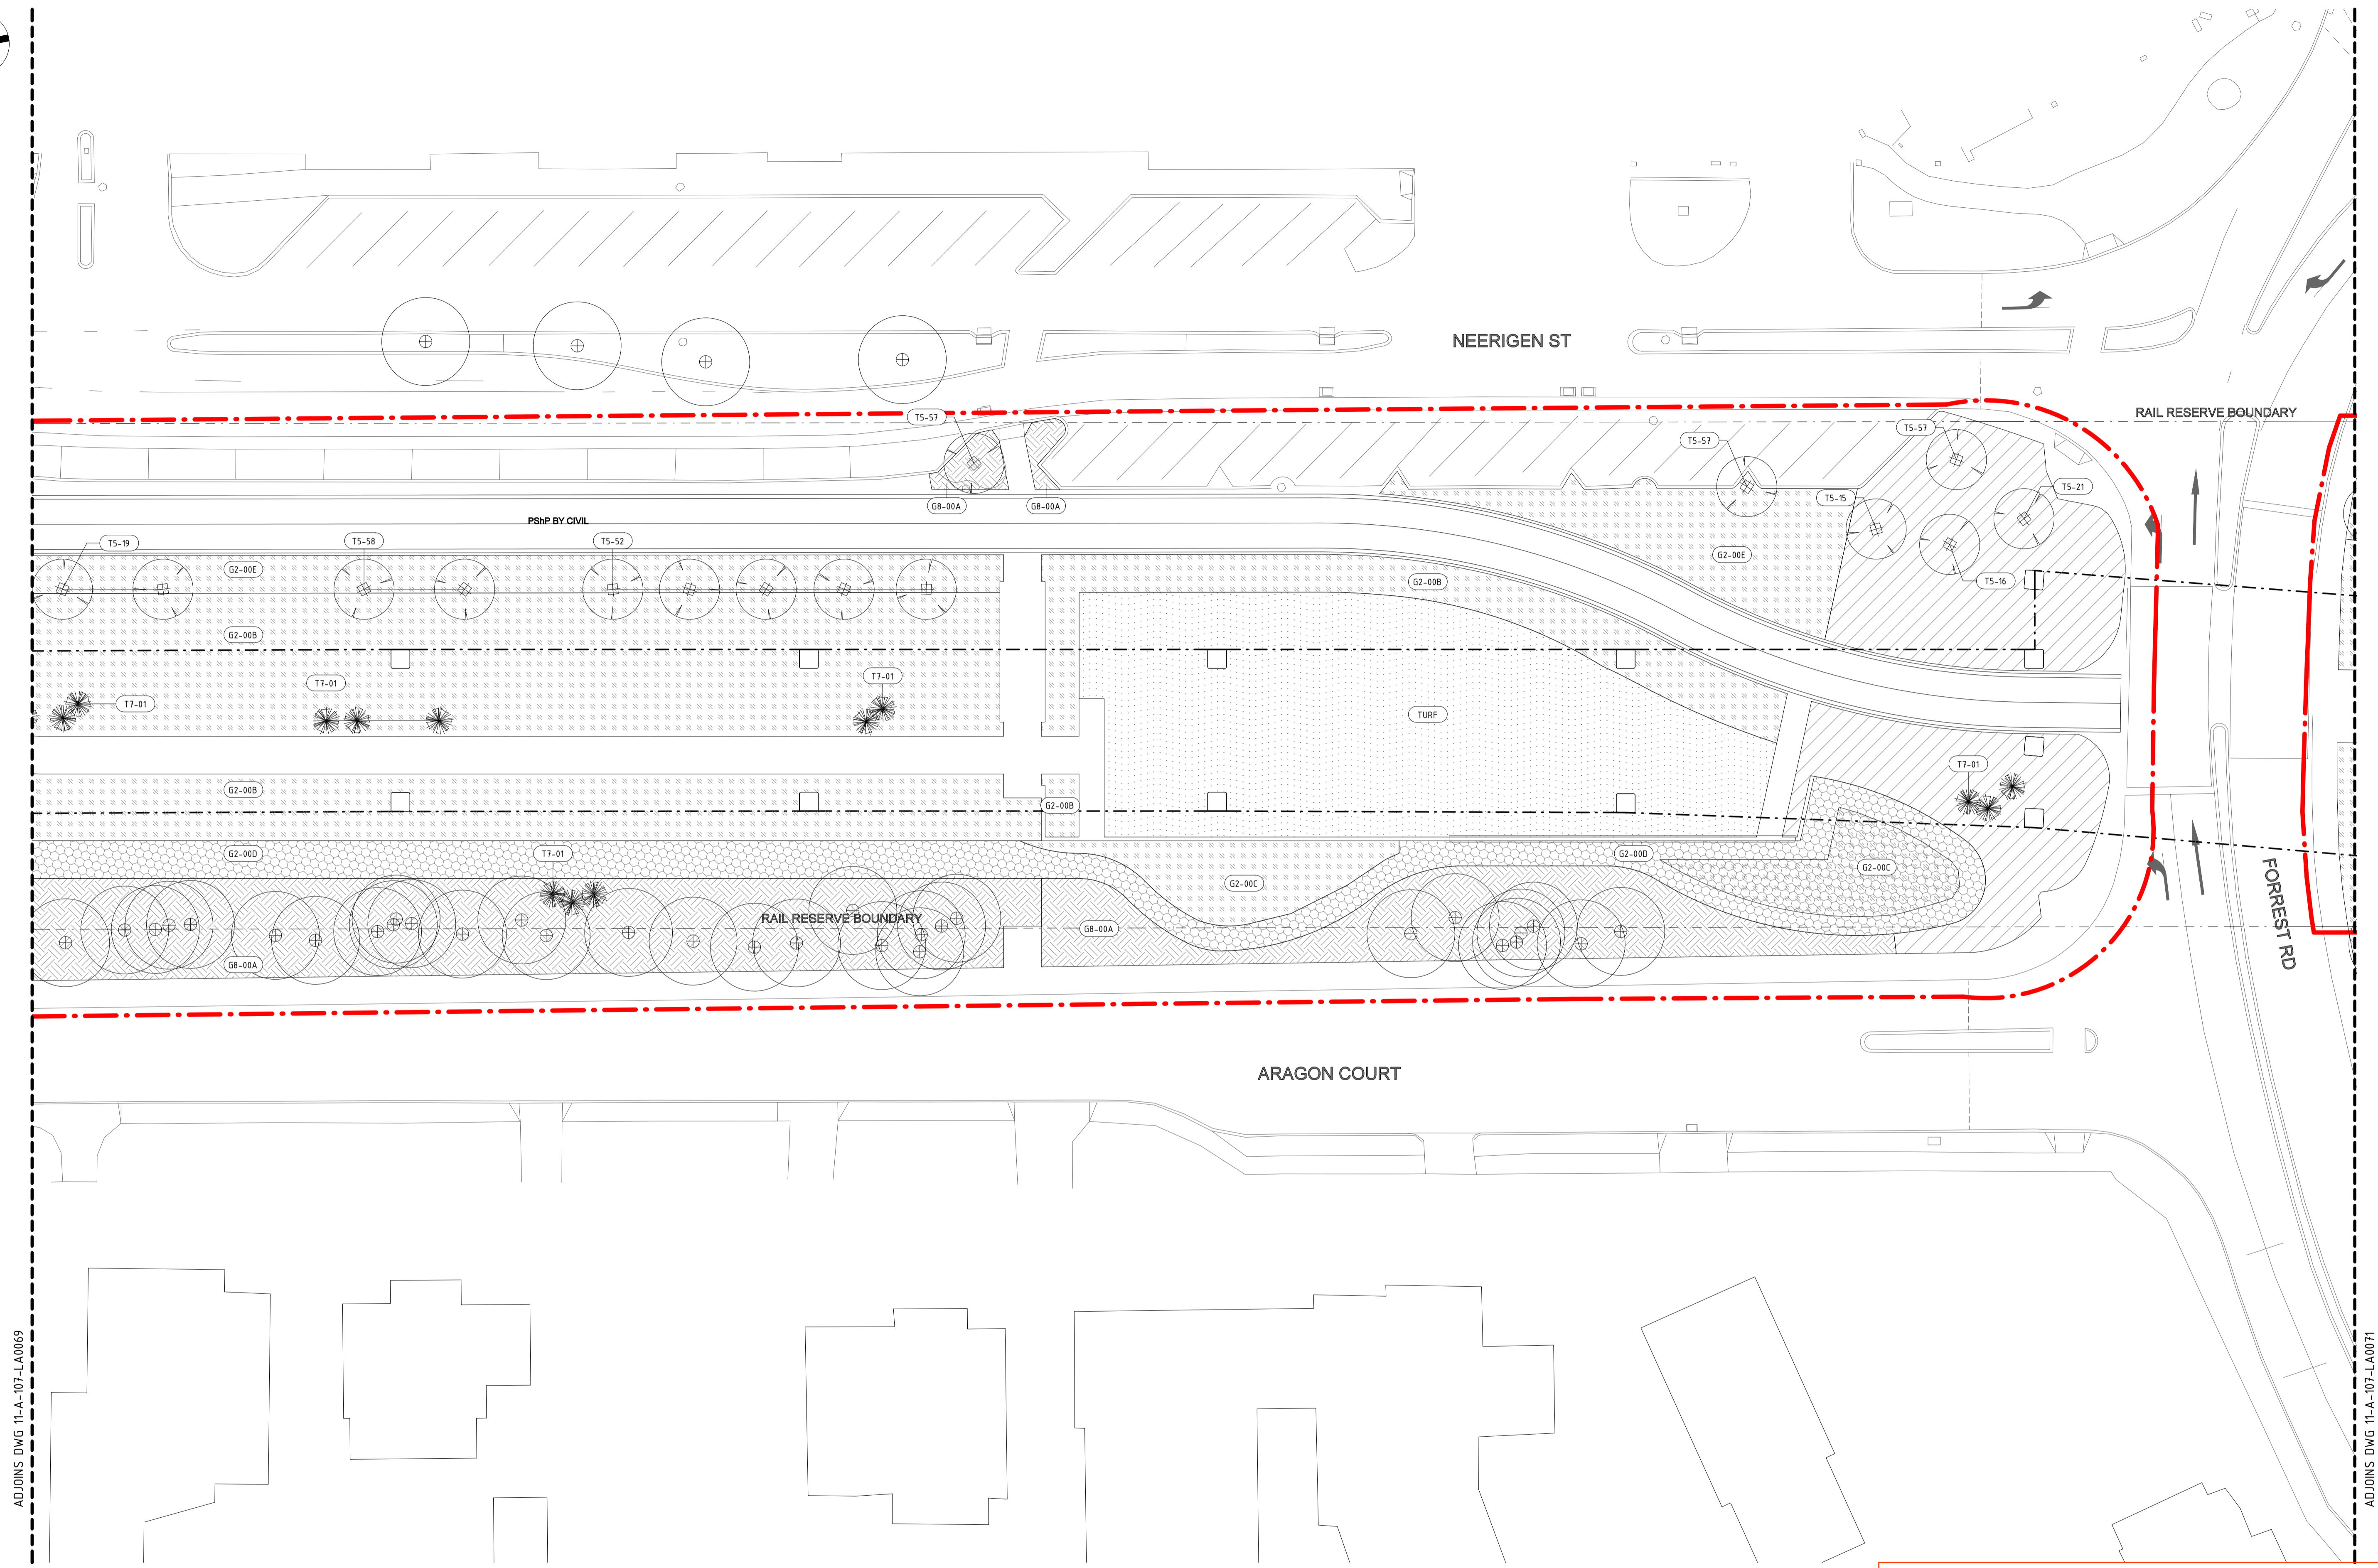 NEERIGEN ST
RAIL RESERVE BOUNDARY
T5-57
T5-57
T5-57
T5-15
T5-21
G8-00A
G8-00A
PShP BY CIVIL
T5-19
T5-58
T5-52
G2-00E
G2-00E
G2-00B
T5-16
G2-00B
T7-01
T7-01
T7-01
TURF
T7-01
G2-00B
G2-00B
G2-00D
T7-01
G2-00D
G2-00C
G2-00C
RAIL RESERVE BOUNDARY
G8-00A
G8-00A
FORREST RD
ARAGON COURT
ADJOINS DWG 11-A-107-LA0069
ADJOINS DWG 11-A-107-LA0071